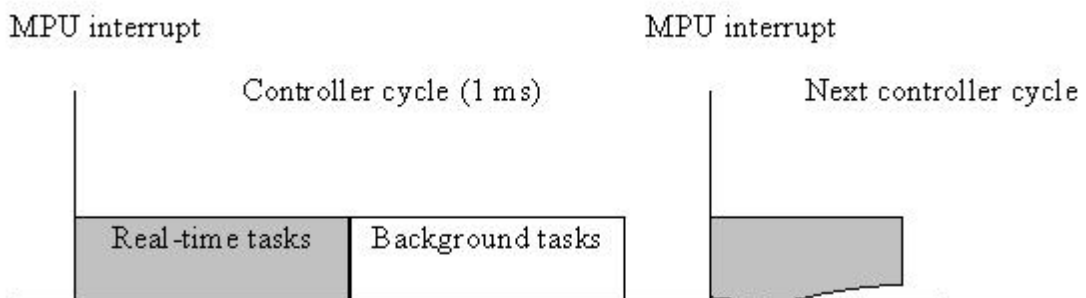 MPU interrupt MPU interrupt
Controller cycle (1 ms) Next controller cycle
Real-time tasks Background tasks